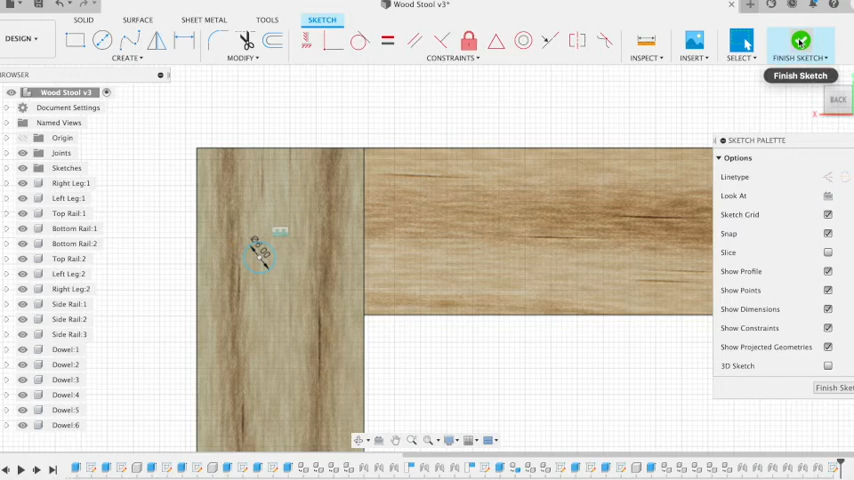 Wood Stool v3*
SOLID SURFACE SHEET METAL TOOLS SKETCH
DESIGN
CREATE MODIFY CONSTRAINTS INSPECT INSERT SELECT FINISH SKETCH
Finish Sketch
BROWSER
BACK
X
Wood Stool v3
Document Settings
Named Views
Origin
Joints
Sketches
Right Leg:1
Left Leg:1
Top Rail:1
Bottom Rail:1
Bottom Rail:2
Top Rail:2
Left Leg:2
Right Leg:2
Side Rail:1
Side Rail:2
Side Rail:3
Dowel:1
Dowel:2
Dowel:3
Dowel:4
Dowel:5
Dowel:6
SKETCH PALETTE
Options
Linetype
Look At
Sketch Grid
Snap
Slice
Show Profile
Show Points
Show Dimensions
Show Constraints
Show Projected Geometries
3D Sketch
Finish Sket